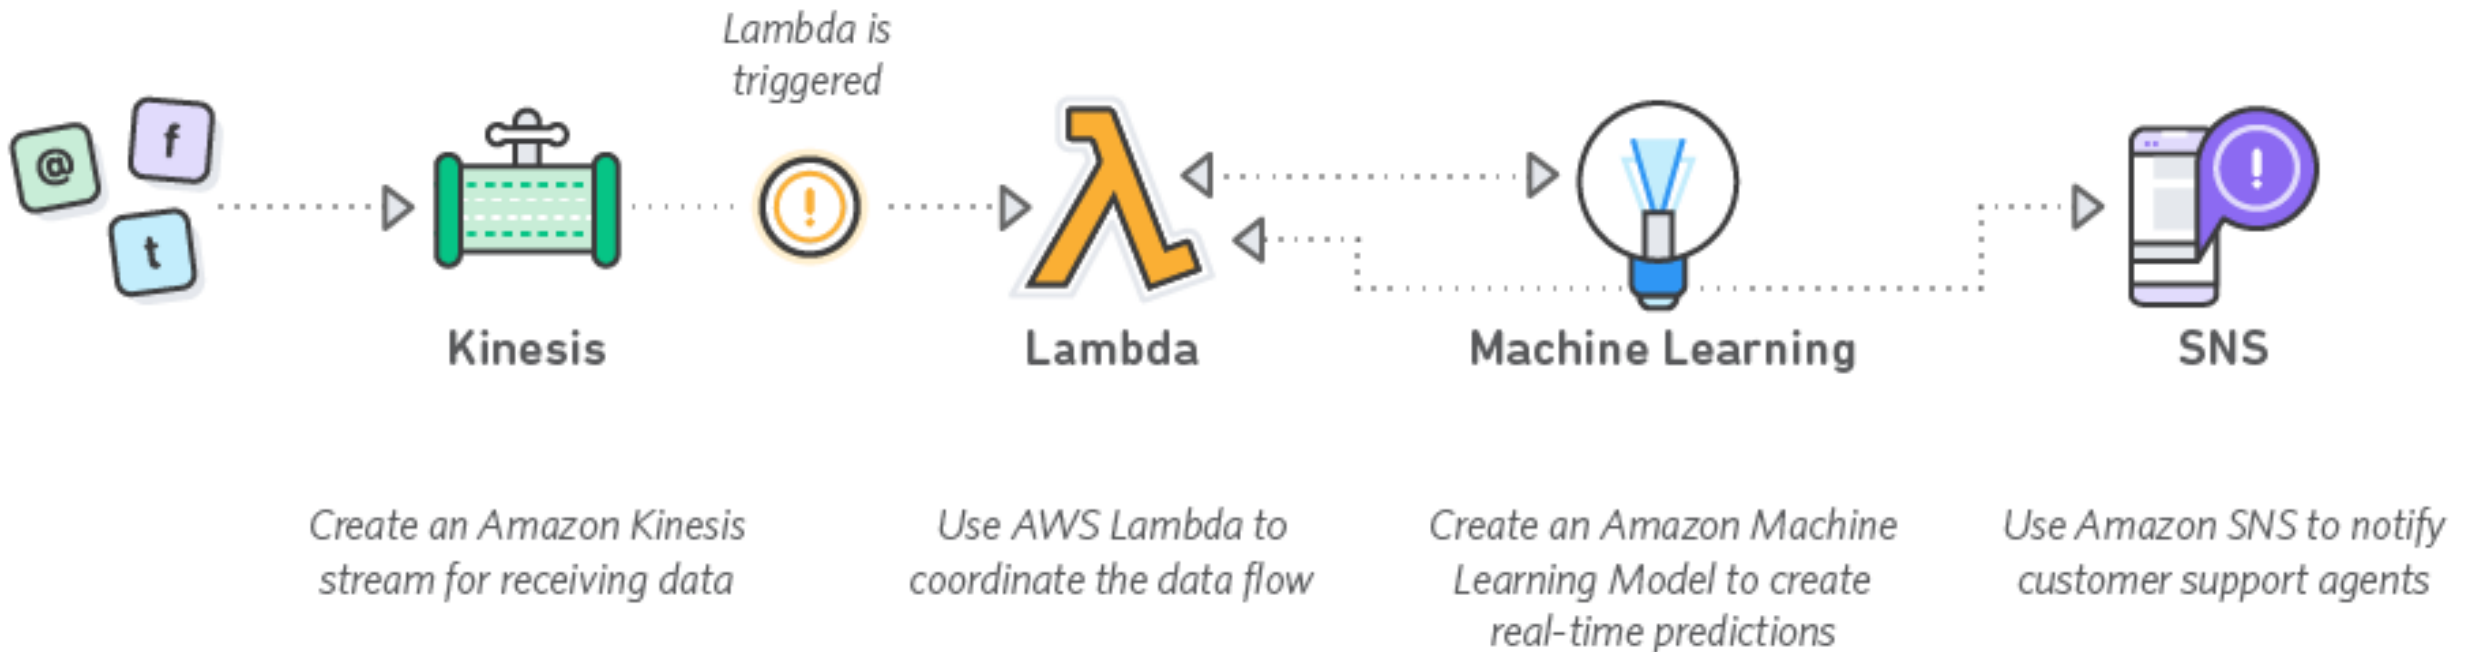 Lambda is
triggered
@
f
t
Kinesis
Lambda
Machine Learning
SNS
Create an Amazon Kinesis
stream for receiving data
Use AWS Lambda to
coordinate the data flow
Create an Amazon Machine
Learning Model to create
real-time predictions
Use Amazon SNS to notify
customer support agents